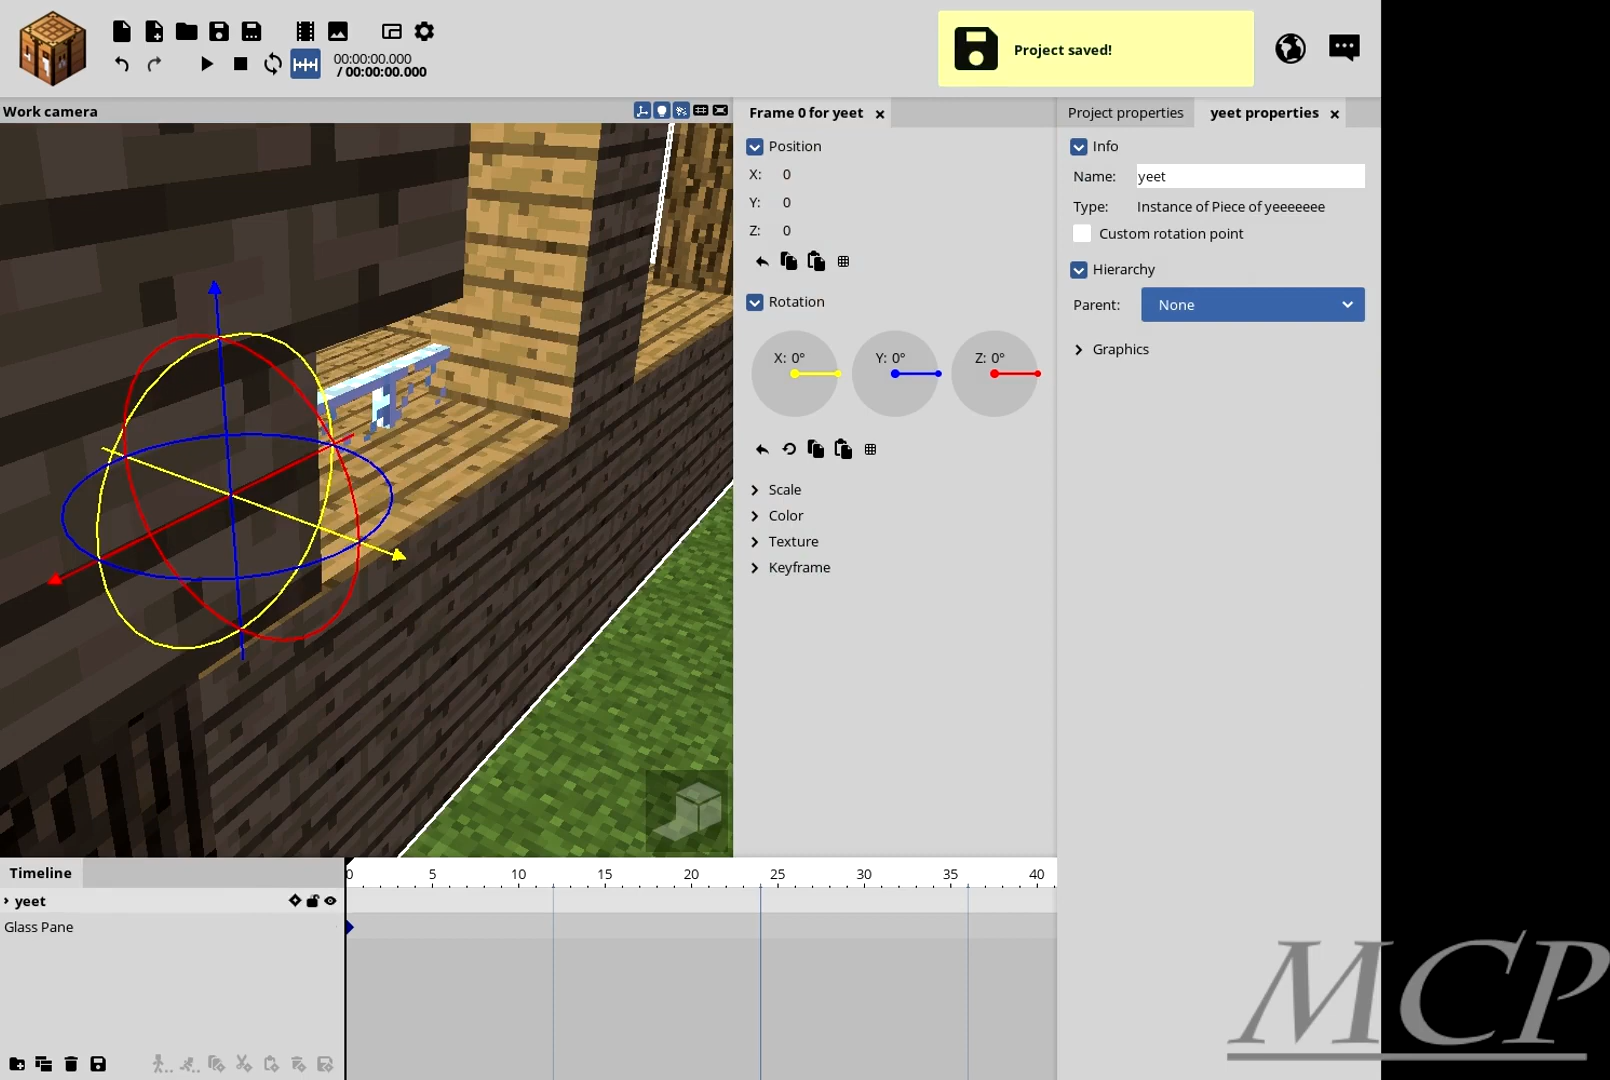 00:00:00.000
/ 00:00:00.000
Project saved!
Work camera
Frame 0 for yeet
Project properties
yeet properties
Position
X: 0
Y: 0
Z: 0
Rotation
X: 0° Y: 0° Z: 0°
Scale
Color
Texture
Keyframe
Info
Name: yeet
Type: Instance of Piece of yeeeeeee
Custom rotation point
Hierarchy
Parent: None
Graphics
Timeline
0 5 10 15 20 25 30 35 40
yeet
Glass Pane
MCP